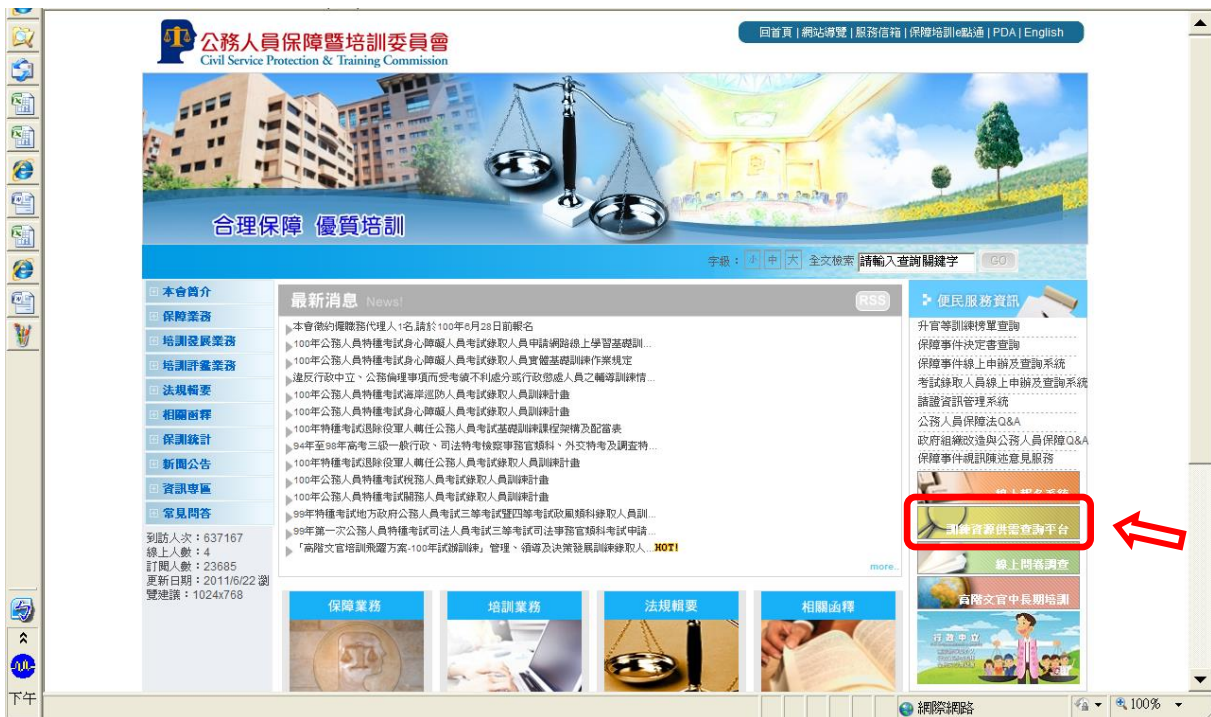 公務人員保障暨培訓委員會
Civil Service Protection & Training Commission
回首頁 | 網站導覽 | 服務信箱 | 保障培訓e點通 | PDA | English
合理保障 優質培訓
字級： 小 中 大 全文檢索 請輸入查詢關鍵字 GO
本會簡介
保障業務
培訓發展業務
培訓評鑑業務
法規輯要
相關函釋
保訓統計
新聞公告
資訊專區
常見問答
到訪人次：637167
線上人數：4
訂閱人數：23685
更新日期：2011/6/22 瀏
覽建議：1024x768
最新消息 News!
RSS
本會徵約僱職務代理人1名,請於100年6月28日前報名
100年公務人員特種考試身心障礙人員考試錄取人員申請網路線上學習基礎訓...
100年公務人員特種考試身心障礙人員考試錄取人員實體基礎訓練作業規定
違反行政中立、公務倫理事項而受考績不利處分或行政懲處人員之輔導訓練情...
100年公務人員特種考試海岸巡防人員考試錄取人員訓練計畫
100年公務人員特種考試身心障礙人員考試錄取人員訓練計畫
100年特種考試退除役軍人轉任公務人員考試基礎訓練課程架構及配當表
94年至98年高考三級一般行政、司法特考檢察事務官類科、外交特考及調查特...
100年特種考試退除役軍人轉任公務人員考試錄取人員訓練計畫
100年公務人員特種考試稅務人員考試錄取人員訓練計畫
100年公務人員特種考試關務人員考試錄取人員訓練計畫
99年特種考試地方政府公務人員考試三等考試暨四等考試政風類科錄取人員訓...
99年第一次公務人員特種考試司法人員考試三等考試司法事務官類科考試申請...
「高階文官培訓飛躍方案-100年試辦訓練」管理、領導及決策發展訓練錄取人...HOT!
more..
保障業務
培訓業務
法規輯要
相關函釋
便民服務資訊
升官等訓練榜單查詢
保障事件決定書查詢
保障事件線上申辦及查詢系統
考試錄取人員線上申辦及查詢系統
請證資訊管理系統
公務人員保障法Q&A
政府組織改造與公務人員保障Q&A
保障事件視訊陳述意見服務
線上報名系統
訓練資源供需查詢平台
線上問卷調查
高階文官中長期培訓
行政中立
下午
網際網路
100%